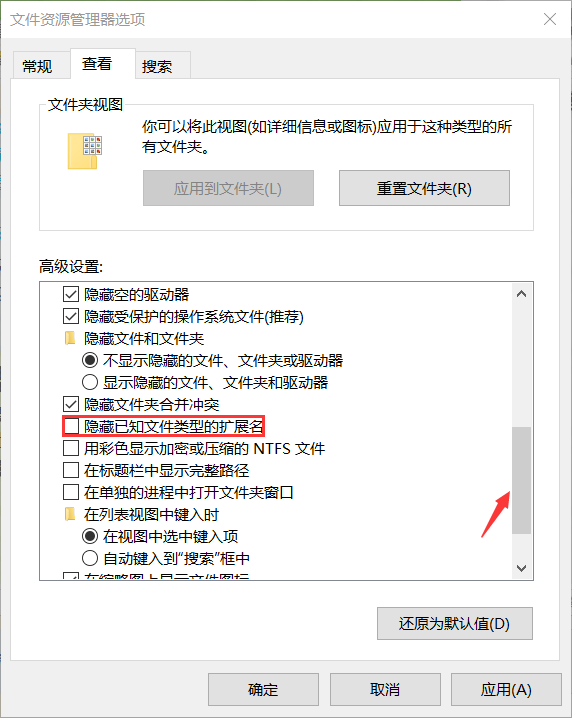 文件资源管理器选项
常规
查看
搜索
文件夹视图
你可以将此视图(如详细信息或图标)应用于这种类型的所
有文件夹。
应用到文件夹(L)
重置文件夹(R)
高级设置:
隐藏空的驱动器
隐藏受保护的操作系统文件(推荐)
隐藏文件和文件夹
不显示隐藏的文件、文件夹或驱动器
显示隐藏的文件、文件夹和驱动器
隐藏文件夹合并冲突
隐藏已知文件类型的扩展名
用彩色显示加密或压缩的 NTFS 文件
在标题栏中显示完整路径
在单独的进程中打开文件夹窗口
在列表视图中键入时
在视图中选中键入项
自动键入到“搜索”框中
在缩略图上显示文件图标
还原为默认值(D)
确定
取消
应用(A)